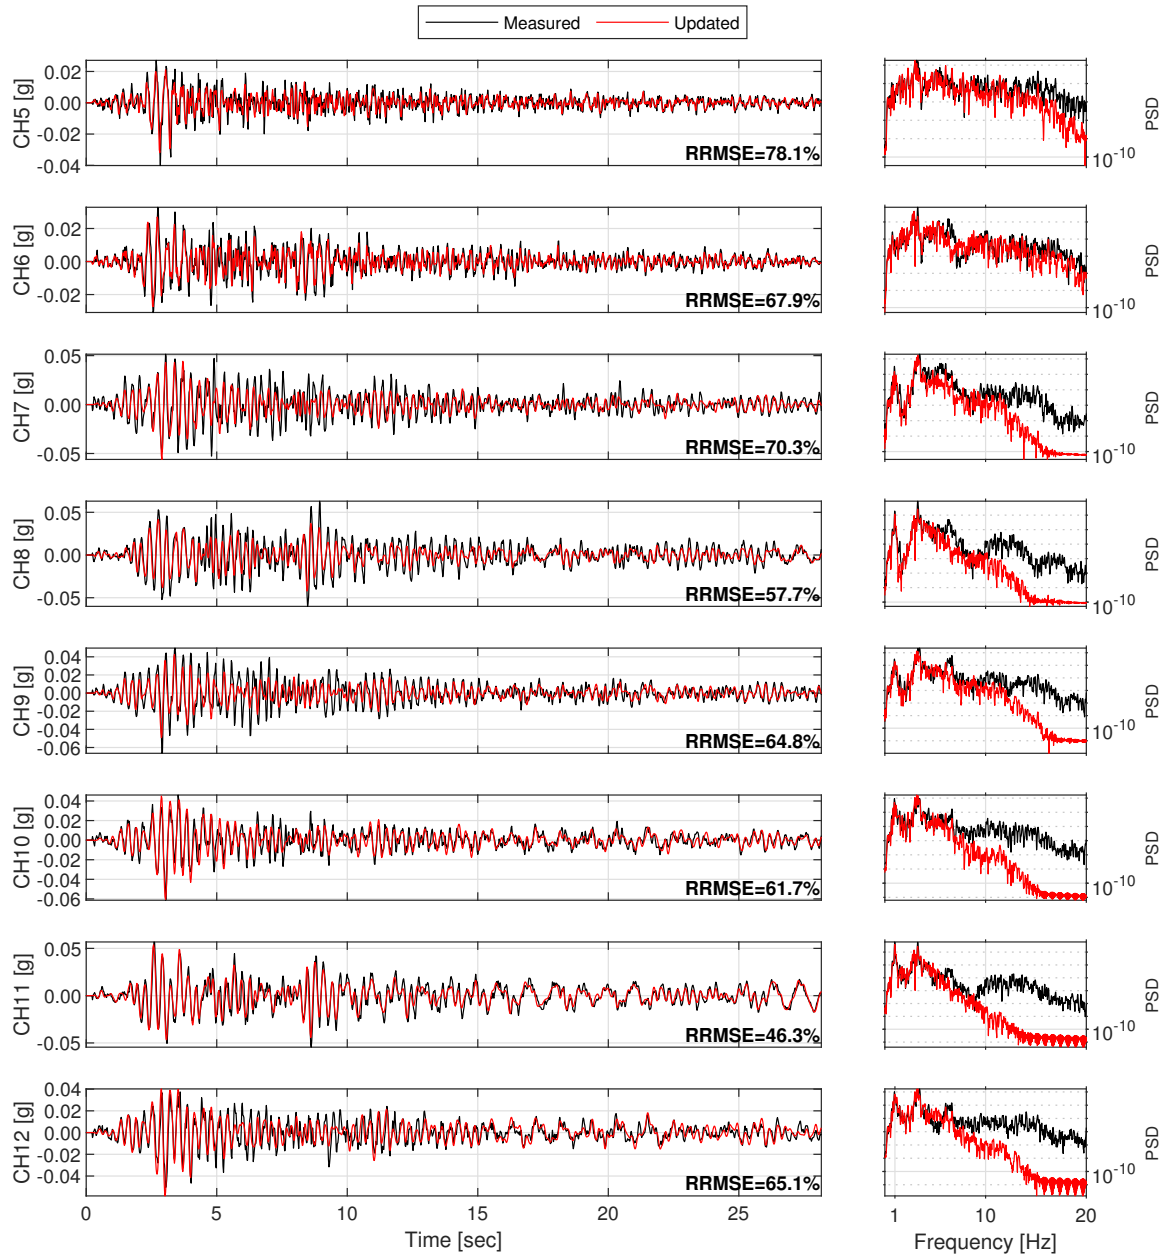 Measured Updated
CH5 [g]
0.02
0.00
-0.02
-0.04
RRMSE=78.1%
10^-10
PSD
CH6 [g]
0.02
0.00
-0.02
RRMSE=67.9%
10^-10
PSD
CH7 [g]
0.05
0.00
-0.05
RRMSE=70.3%
10^-10
PSD
CH8 [g]
0.05
0.00
-0.05
RRMSE=57.7%
10^-10
PSD
CH9 [g]
0.04
0.02
0.00
-0.02
-0.04
-0.06
RRMSE=64.8%
10^-10
PSD
CH10 [g]
0.04
0.02
0.00
-0.02
-0.04
-0.06
RRMSE=61.7%
10^-10
PSD
CH11 [g]
0.05
0.00
-0.05
RRMSE=46.3%
10^-10
PSD
CH12 [g]
0.04
0.02
0.00
-0.02
-0.04
RRMSE=65.1%
10^-10
PSD
0 5 10 15 20 25
Time [sec]
1 10 20
Frequency [Hz]